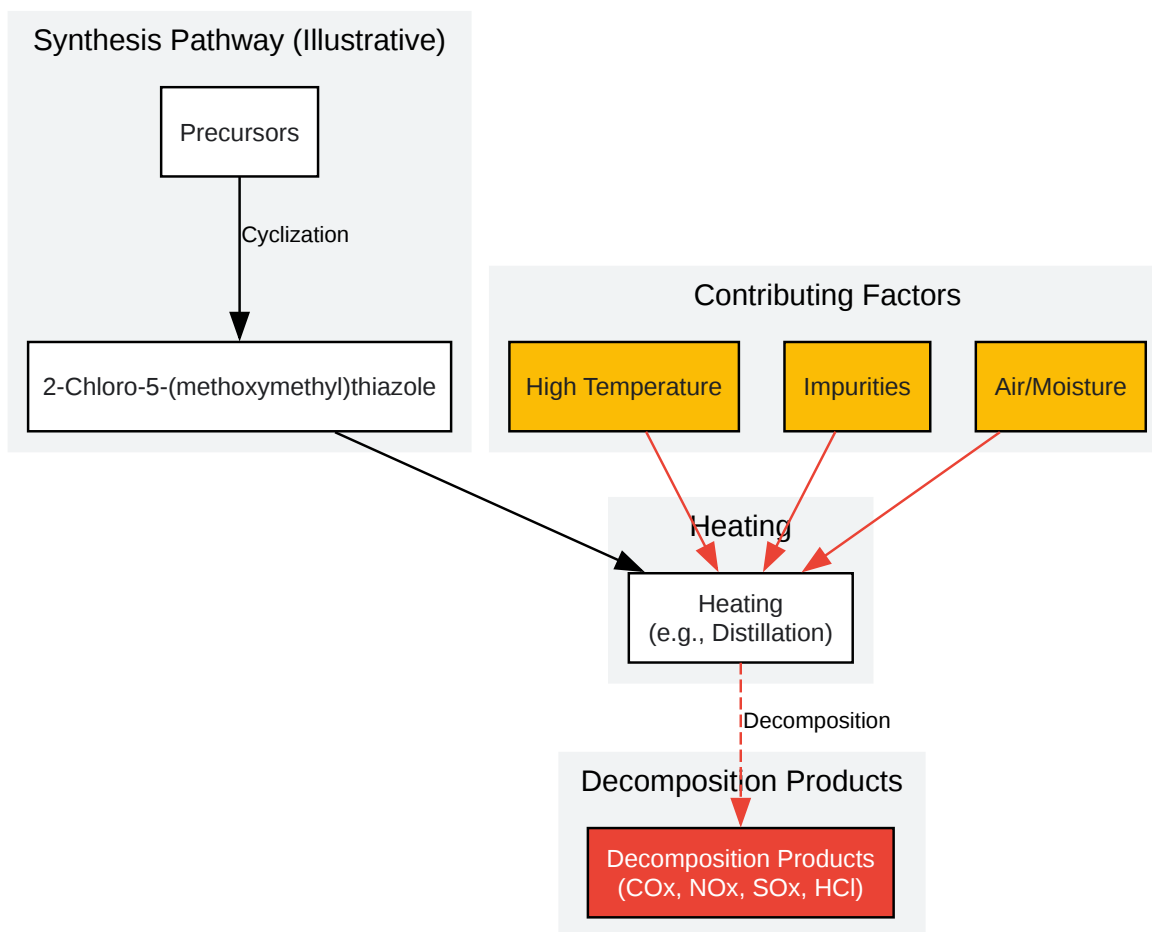 Synthesis Pathway (Illustrative)
Precursors
Cyclization
Contributing Factors
2-Chloro-5-(methoxymethyl)thiazole
High Temperature
Impurities
Air/Moisture
Heating
Heating
(e.g., Distillation)
Decomposition
Decomposition Products
Decomposition Products
(COx, NOx, SOx, HCl)